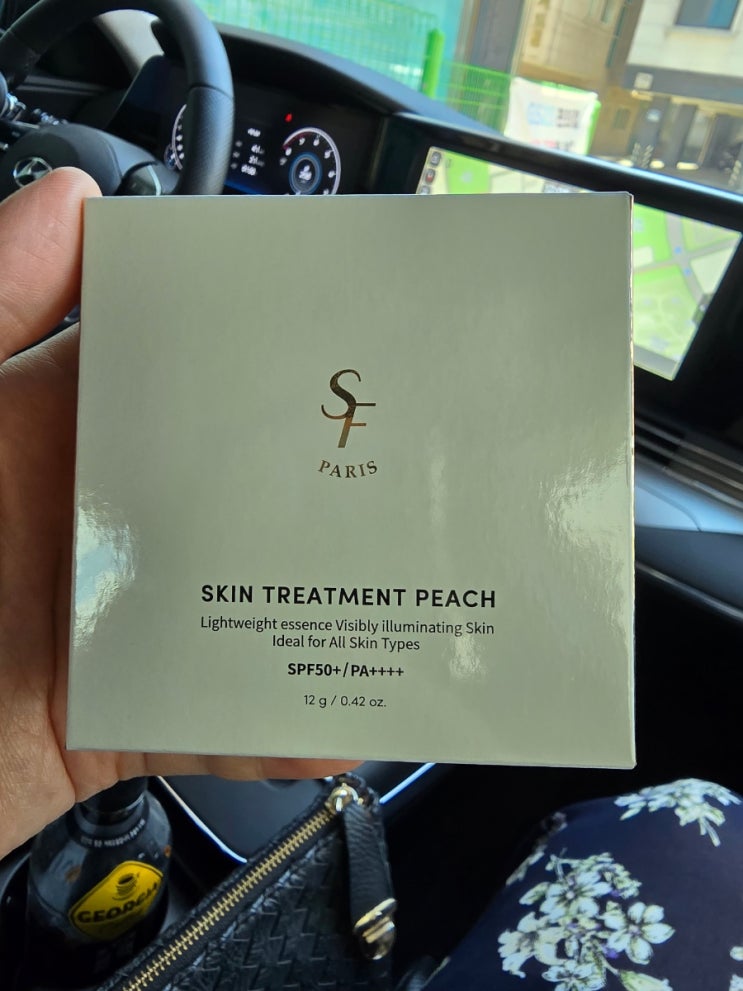 SF
PARIS
SKIN TREATMENT PEACH
Lightweight essence Visibly illuminating Skin
Ideal for All Skin Types
SPF50+/PA++++
12 g / 0.42 oz.
GEORGIA